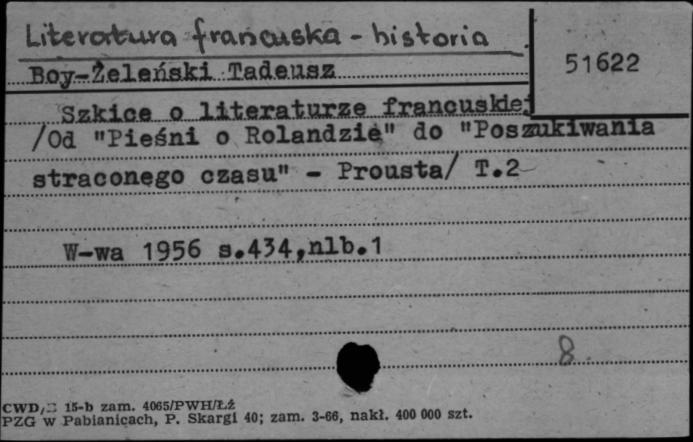 Literatura francuska - historia
51622
Boy-Żeleński Tadeusz
Szkice o literaturze francuskiej
/Od "Pieśni o Rolandzie" do "Poszukiwania
straconego czasu" - Prousta/ T.2
W-wa 1956 s.434,nlb.1
8.
CWD/ 15-b zam. 4065/PWH/Łź
PZG w Pabianicach, P. Skargi 40; zam. 3-66, nakł. 400 000 szt.